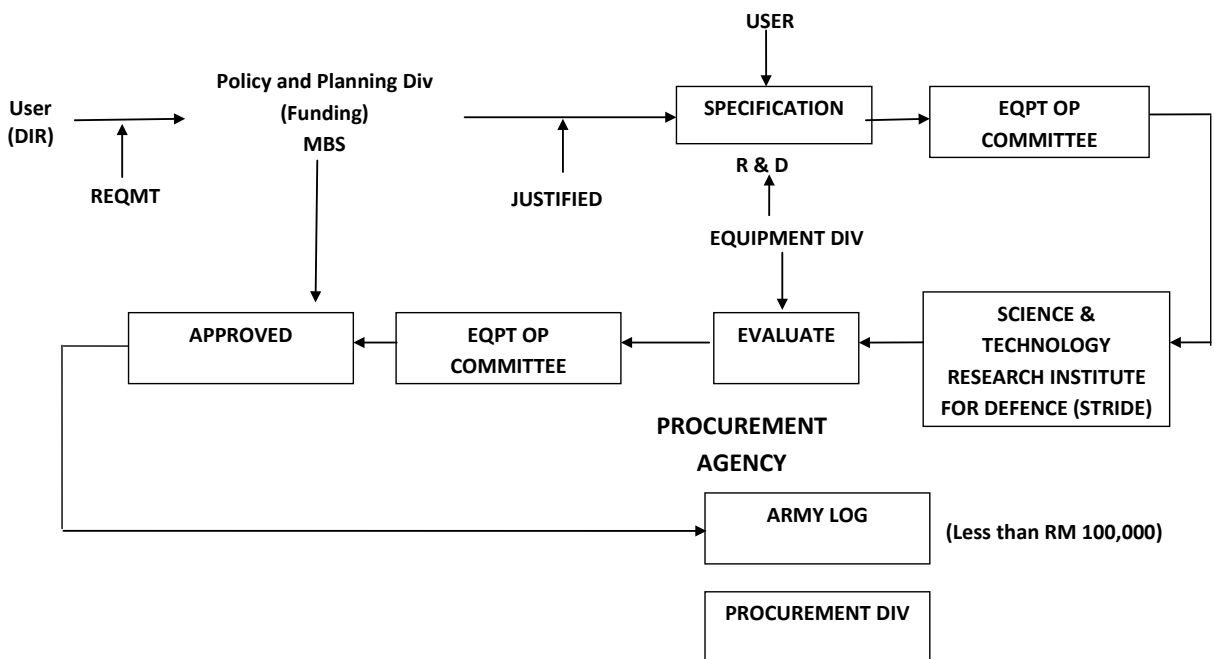 USER
User
(DIR)
REQMT
Policy and Planning Div
(Funding)
MBS
JUSTIFIED
SPECIFICATION
R & D
EQPT OP
COMMITTEE
EQUIPMENT DIV
APPROVED
EQPT OP
COMMITTEE
EVALUATE
SCIENCE &
TECHNOLOGY
RESEARCH INSTITUTE
FOR DEFENCE (STRIDE)
PROCUREMENT
AGENCY
ARMY LOG
(Less than RM 100,000)
PROCUREMENT DIV